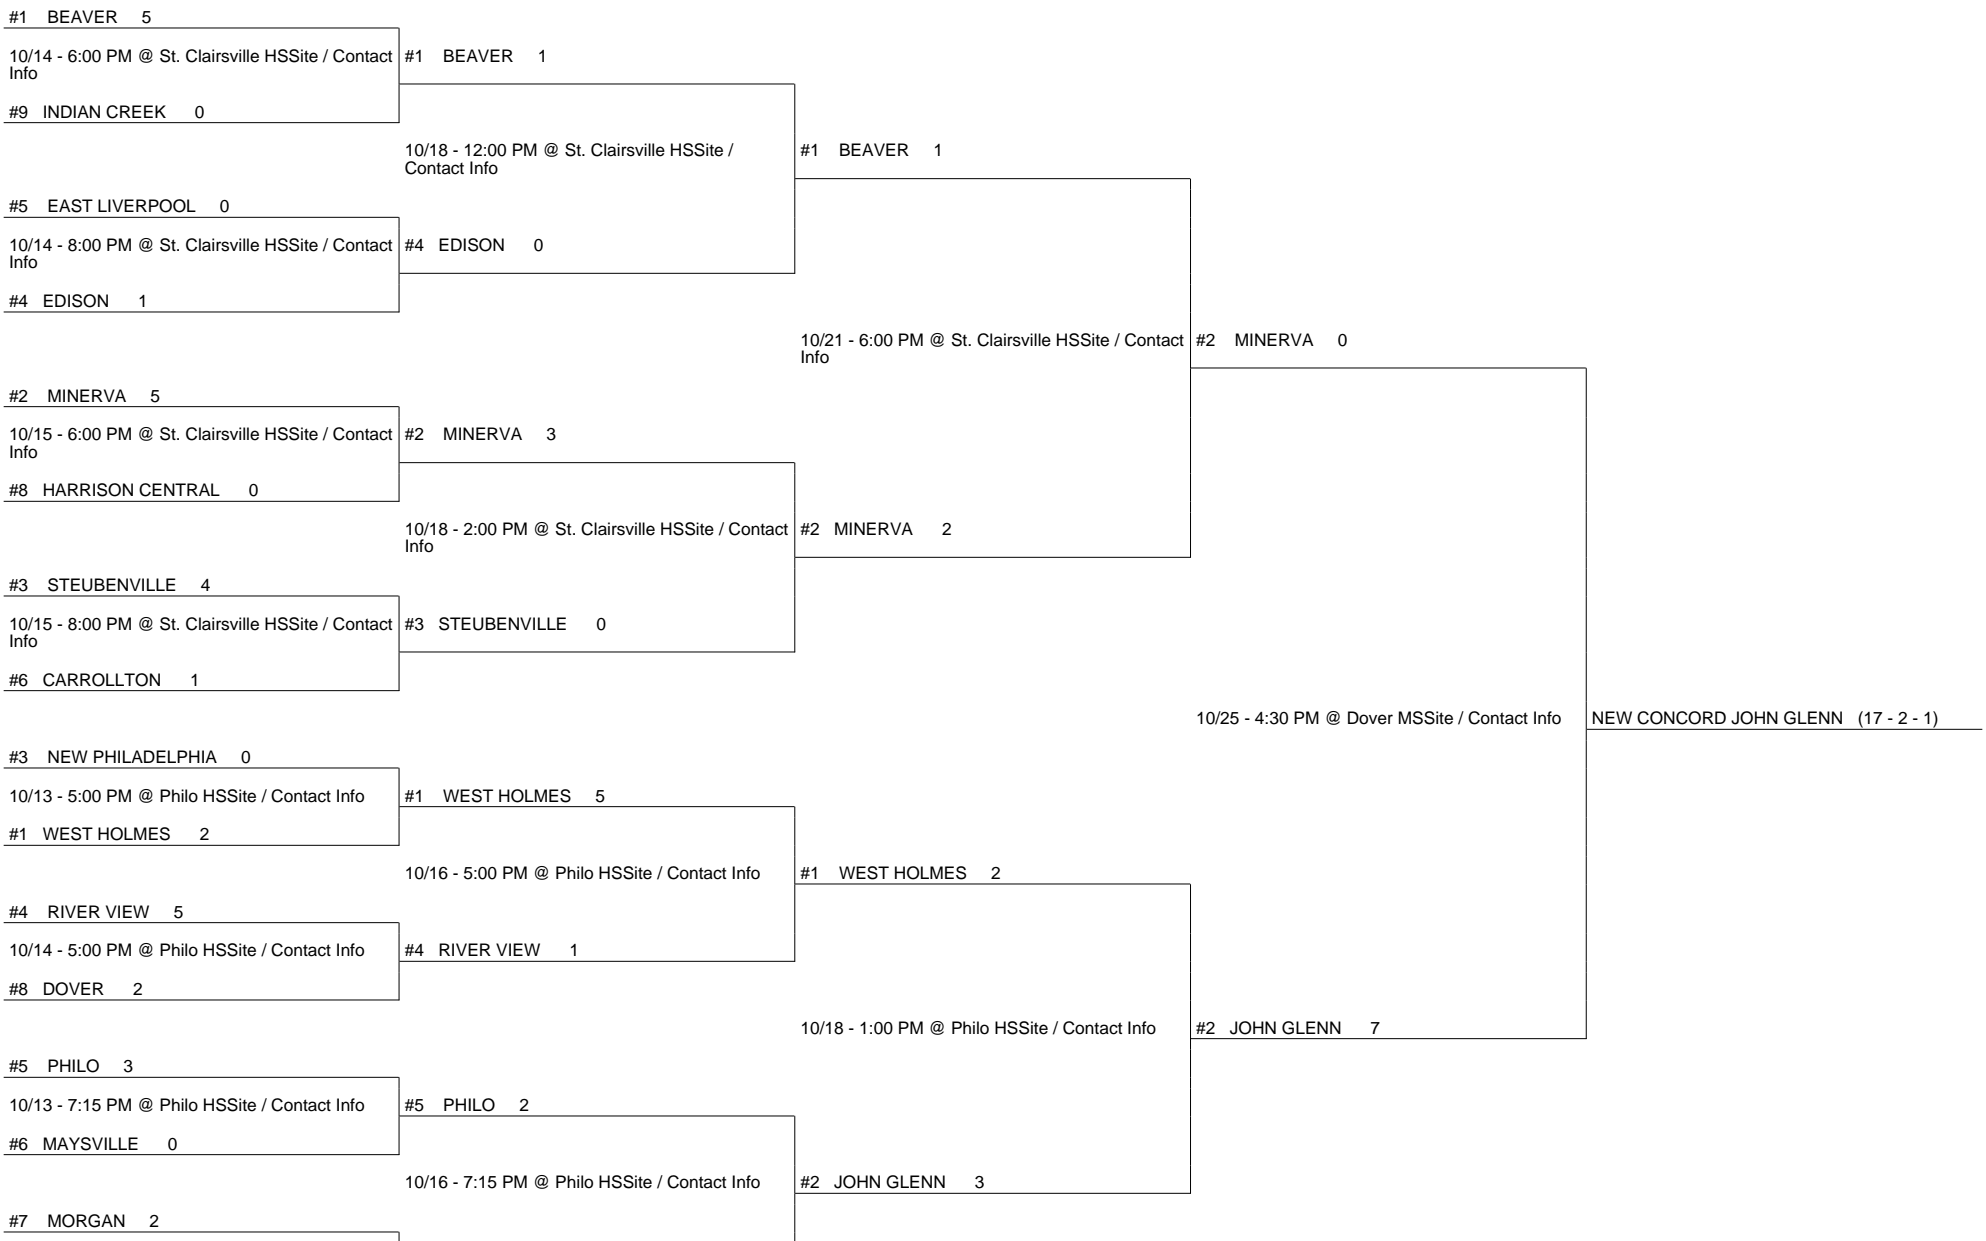 #1 BEAVER 5
10/14 - 6:00 PM @ St. Clairsville HSSite / Contact
Info
#1 BEAVER 1
#9 INDIAN CREEK 0
10/18 - 12:00 PM @ St. Clairsville HSSite /
Contact Info
#1 BEAVER 1
#5 EAST LIVERPOOL 0
10/14 - 8:00 PM @ St. Clairsville HSSite / Contact
Info
#4 EDISON 0
#4 EDISON 1
10/21 - 6:00 PM @ St. Clairsville HSSite / Contact
Info
#2 MINERVA 0
#2 MINERVA 5
10/15 - 6:00 PM @ St. Clairsville HSSite / Contact
Info
#2 MINERVA 3
#8 HARRISON CENTRAL 0
10/18 - 2:00 PM @ St. Clairsville HSSite / Contact
Info
#2 MINERVA 2
#3 STEUBENVILLE 4
10/15 - 8:00 PM @ St. Clairsville HSSite / Contact
Info
#3 STEUBENVILLE 0
#6 CARROLLTON 1
10/25 - 4:30 PM @ Dover MSSite / Contact Info
NEW CONCORD JOHN GLENN (17 - 2 - 1)
#3 NEW PHILADELPHIA 0
10/13 - 5:00 PM @ Philo HSSite / Contact Info
#1 WEST HOLMES 5
#1 WEST HOLMES 2
10/16 - 5:00 PM @ Philo HSSite / Contact Info
#1 WEST HOLMES 2
#4 RIVER VIEW 5
10/14 - 5:00 PM @ Philo HSSite / Contact Info
#4 RIVER VIEW 1
#8 DOVER 2
10/18 - 1:00 PM @ Philo HSSite / Contact Info
#2 JOHN GLENN 7
#5 PHILO 3
10/13 - 7:15 PM @ Philo HSSite / Contact Info
#5 PHILO 2
#6 MAYSVILLE 0
10/16 - 7:15 PM @ Philo HSSite / Contact Info
#2 JOHN GLENN 3
#7 MORGAN 2